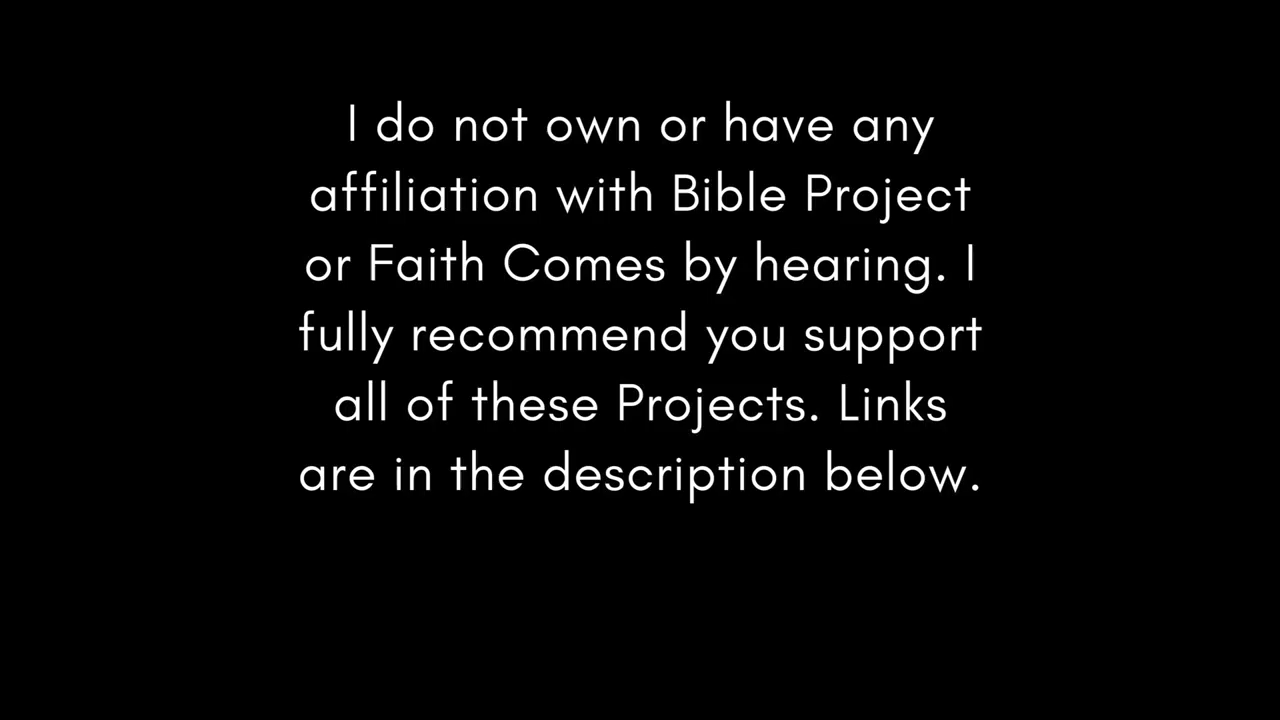 I do not own or have any
affiliation with Bible Project
or Faith Comes by hearing. I
fully recommend you support
all of these Projects. Links
are in the description below.